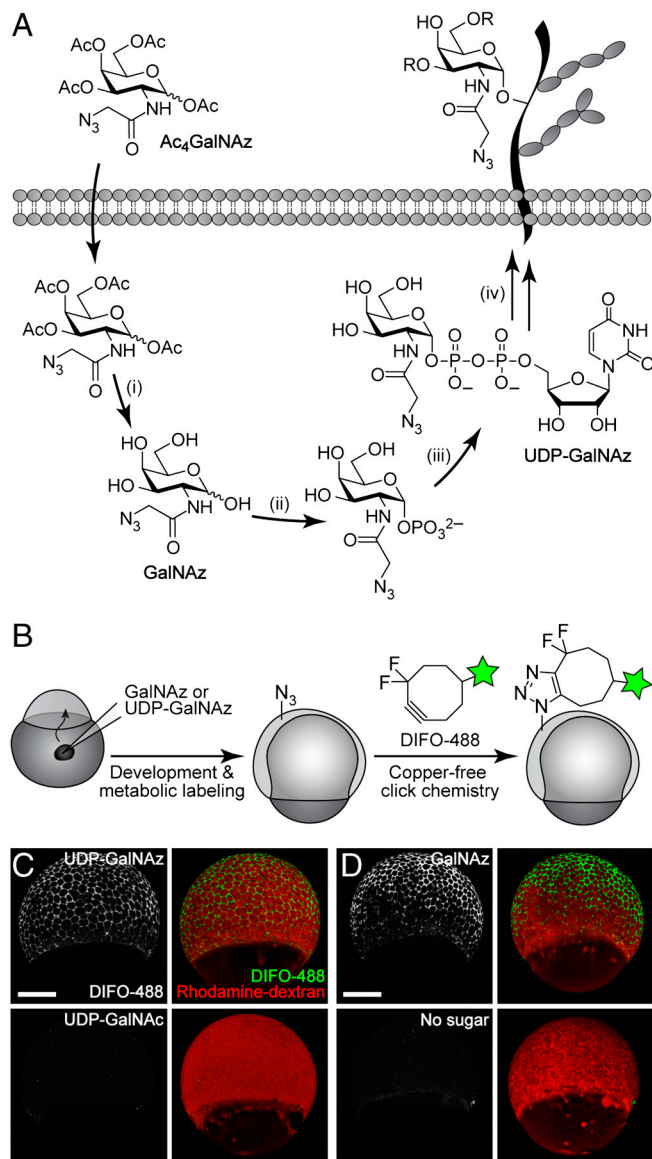 A
AcO
OAc
AcO
OAc
NH
N3
O
Ac4GalNAz
HO
OR
RO
O
O
NH
O
N3
AcO
OAc
AcO
O
OAc
NH
N3
O
(i)
HO
OH
HO
O
OH
NH
N3
O
GalNAz
(ii)
HO
OH
HO
O
NH
OPO3 2–
O
N3
(iii)
HO
OH
HO
O
NH
O
O
P
O
P
O
O
O–
O–
O
N3
(iv)
O
NH
N
O
O
HO
OH
UDP-GalNAz
B
GalNAz or
UDP-GalNAz
Development &
metabolic labeling
N3
F
F
DIFO-488
Copper-free
click chemistry
F
F
N
N
N
C
UDP-GalNAz
DIFO-488
DIFO-488
Rhodamine-dextran
D
GalNAz
UDP-GalNAc
No sugar